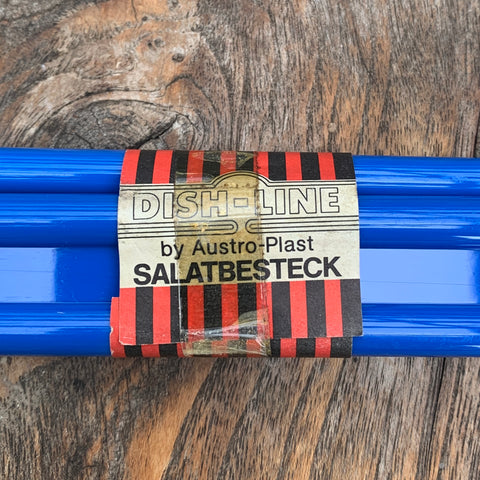 DISH-LINE
by Austro-Plast
SALATBESTECK